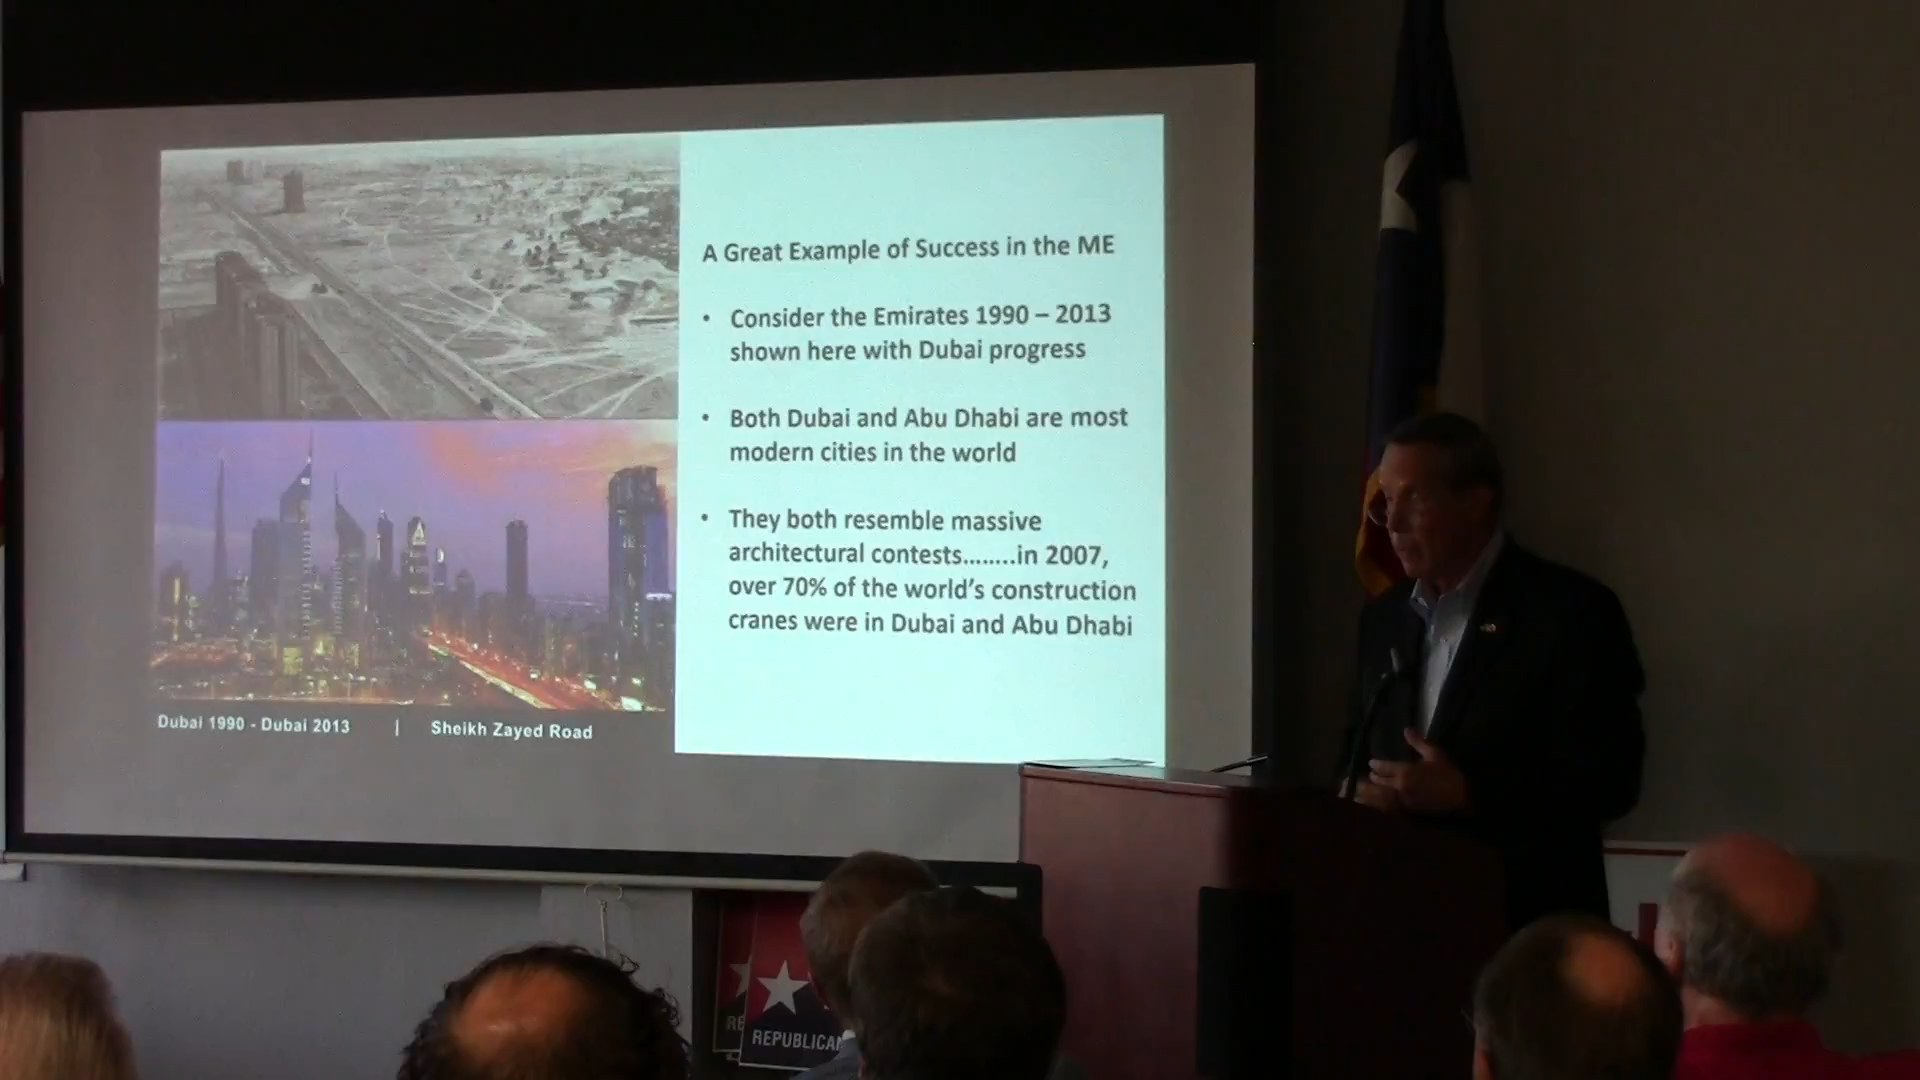 A Great Example of Success in the ME
• Consider the Emirates 1990 – 2013
shown here with Dubai progress
• Both Dubai and Abu Dhabi are most
modern cities in the world
• They both resemble massive
architectural contests........in 2007,
over 70% of the world's construction
cranes were in Dubai and Abu Dhabi
Dubai 1990 - Dubai 2013 | Sheikh Zayed Road
REPUBLICAN